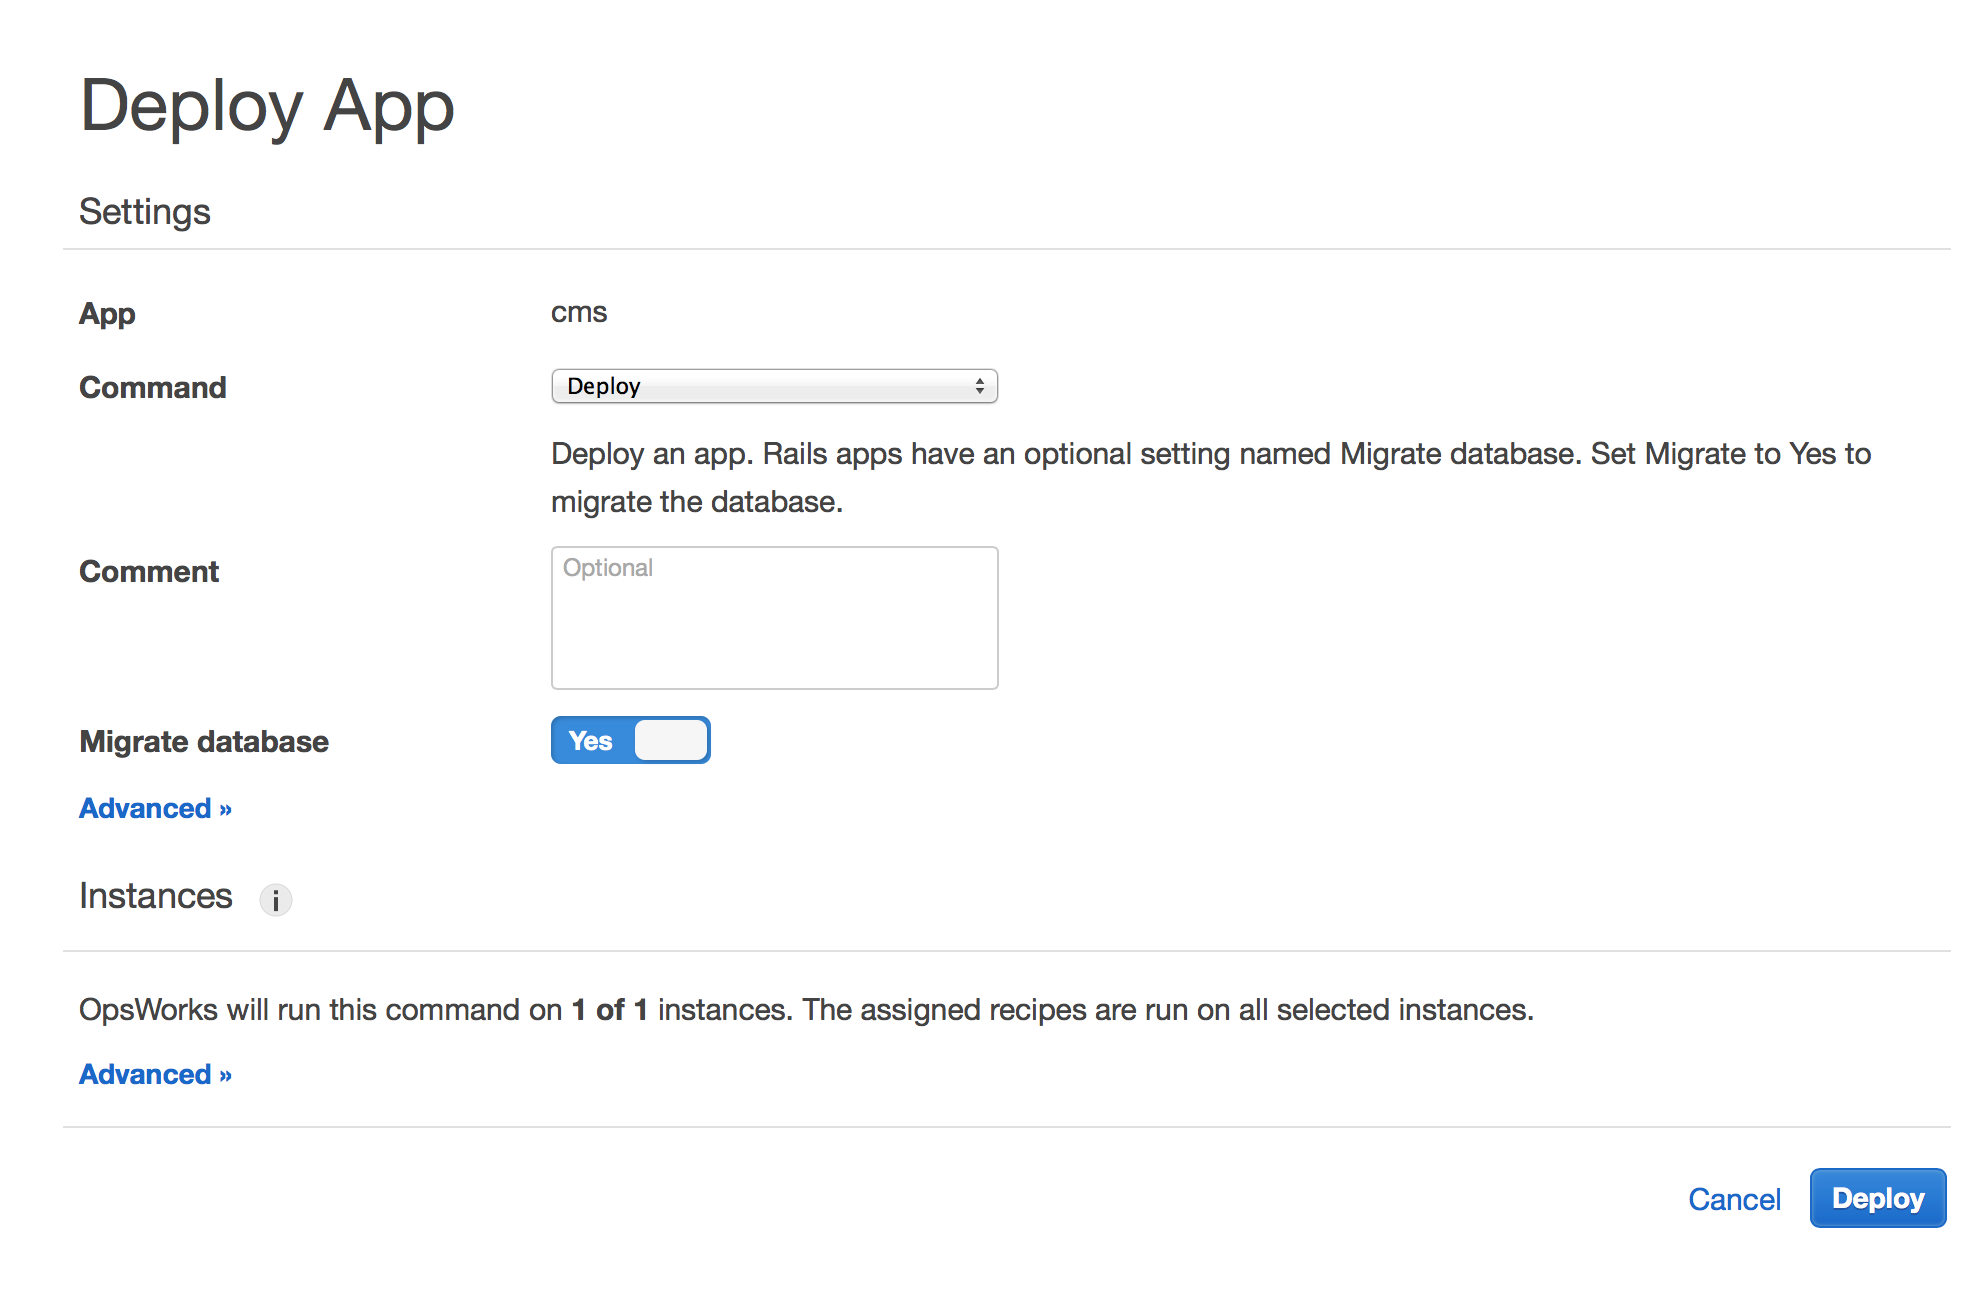 Deploy App
Settings
App
cms
Command
Deploy
Deploy an app. Rails apps have an optional setting named Migrate database. Set Migrate to Yes to
migrate the database.
Comment
Optional
Migrate database
Yes
Advanced »
Instances i
OpsWorks will run this command on 1 of 1 instances. The assigned recipes are run on all selected instances.
Advanced »
Cancel
Deploy